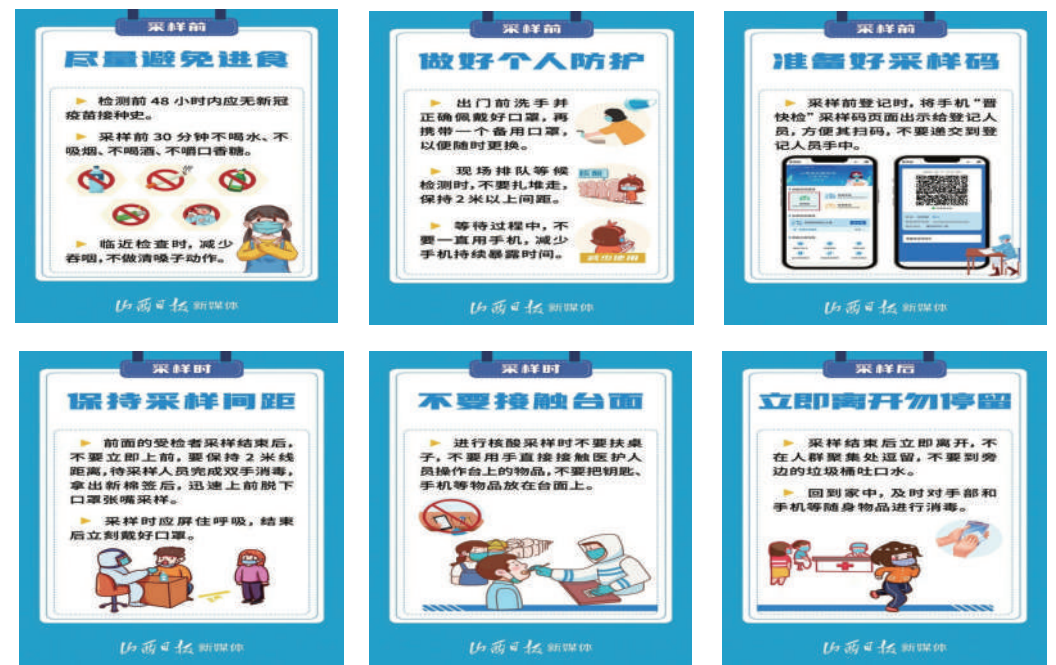 采样前
尽量避免进食
▶ 检测前 48 小时内应无新冠
疫苗接种史。
▶ 采样前 30 分钟不喝水、不
吸烟、不喝酒、不嚼口香糖。
▶ 临近检查时,减少
吞咽,不做清嗓子动作。
山西日报 新媒体
采样前
做好个人防护
▶ 出门前洗手并
正确佩戴好口罩,再
携带一个备用口罩,
以便随时更换。
▶ 现场排队等候
检测时,不要扎堆走,
保持 2 米以上间距。
▶ 等待过程中,不
要一直用手机,减少
手机持续暴露时间。
减少使用
山西日报 新媒体
采样前
准备好采样码
▶ 采样前登记时,将手机“晋
快检”采样码页面出示给登记人
员,方便其扫码,不要递交到登
记人员手中。
山西日报 新媒体
采样时
保持采样间距
▶ 前面的受检者采样结束后,
不要立即上前,要保持 2 米线
距离,待采样人员完成双手消毒,
拿出新棉签后,迅速上前脱下
口罩张嘴采样。
▶ 采样时应屏住呼吸,结束
后立刻戴好口罩。
山西日报 新媒体
采样时
不要接触台面
▶ 进行核酸采样时不要扶桌
子,不要用手直接接触医护人
员操作台上的物品,不要把钥匙、
手机等物品放在台面上。
山西日报 新媒体
采样后
立即离开勿停留
▶ 采样结束后立即离开,不
在人群聚集处逗留,不要到旁
边的垃圾桶吐口水。
▶ 回到家中,及时对手部和
手机等随身物品进行消毒。
山西日报 新媒体